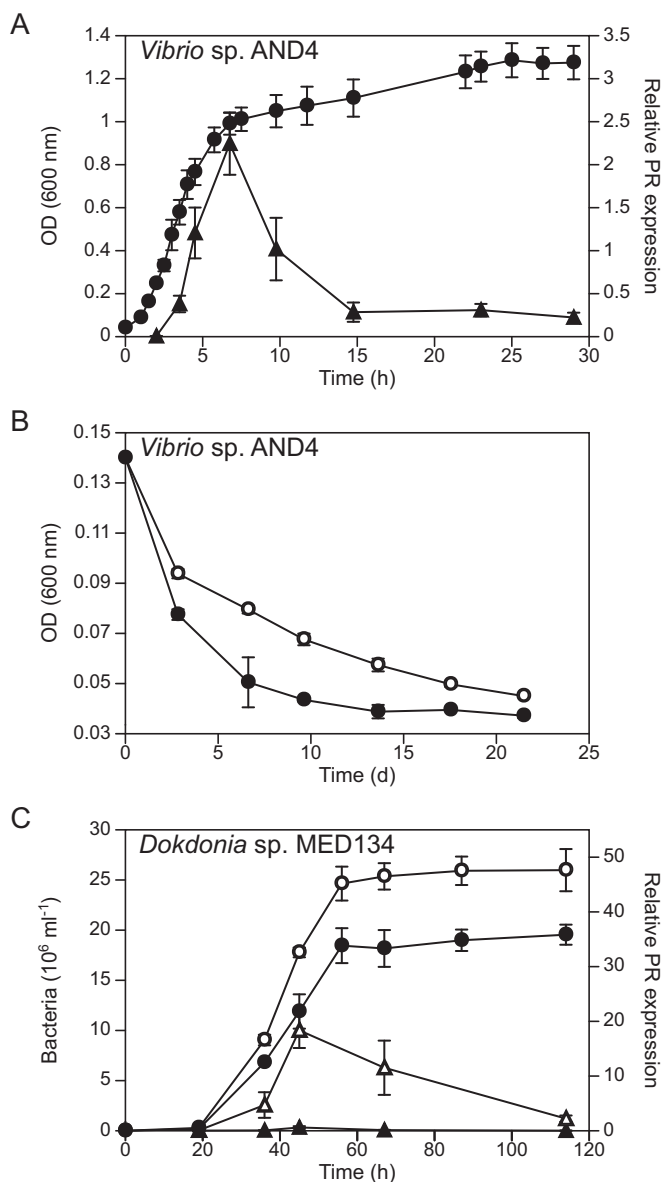 A
Vibrio sp. AND4
1.4
1.2
1
0.8
0.6
0.4
0.2
0
OD (600 nm)
3.5
3
2.5
2
1.5
1
0.5
0
Relative PR expression
0 5 10 15 20 25 30
Time (h)
B
Vibrio sp. AND4
0.15
0.13
0.11
0.09
0.07
0.05
0.03
OD (600 nm)
0 5 10 15 20 25
Time (d)
C
Dokdonia sp. MED134
30
25
20
15
10
5
0
Bacteria (10⁶ ml⁻¹)
50
40
30
20
10
0
Relative PR expression
0 20 40 60 80 100 120
Time (h)